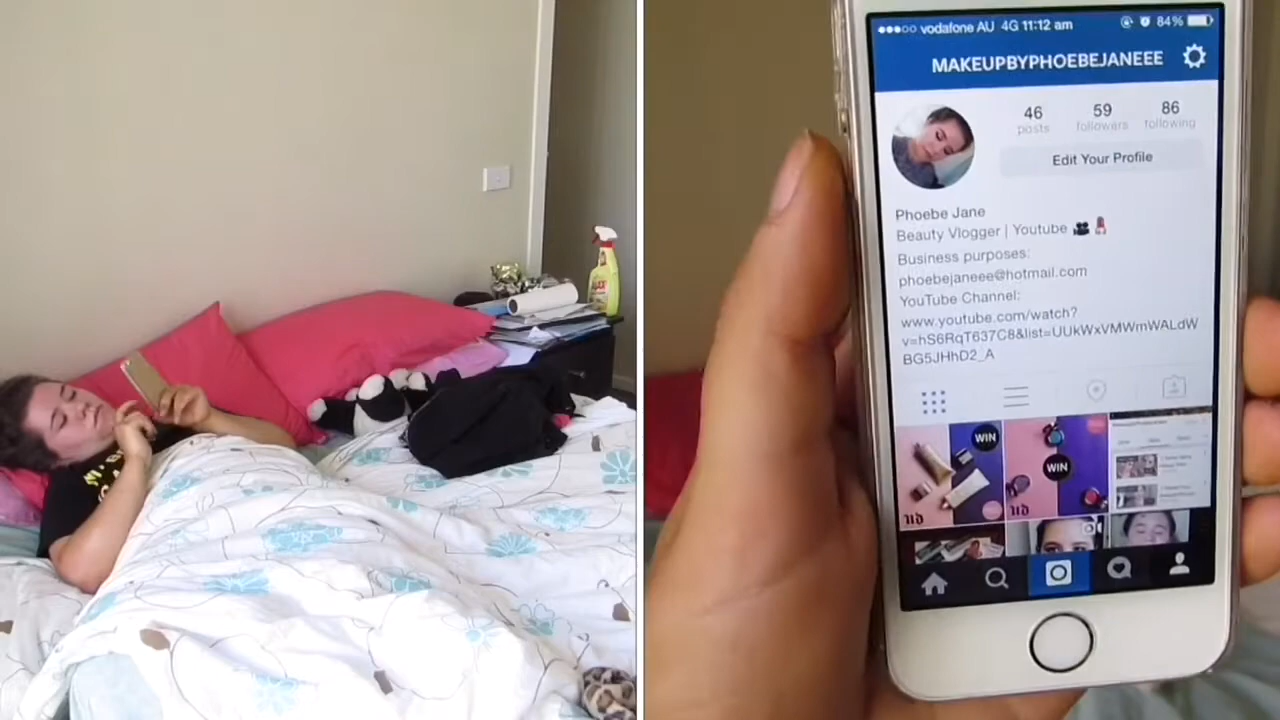 vodafone AU 4G 11:12 am 84%
MAKEUPBYPHOEBEJANEEE
46 59 86
posts followers following
Edit Your Profile
Phoebe Jane
Beauty Vlogger | Youtube
Business purposes:
phoebejaneee@hotmail.com
YouTube Channel:
www.youtube.com/watch?
v=hS6RqT637C8&list=UUkWxVMWmWALdW
BG5JHhD2_A
WIN
WIN
UD
UD